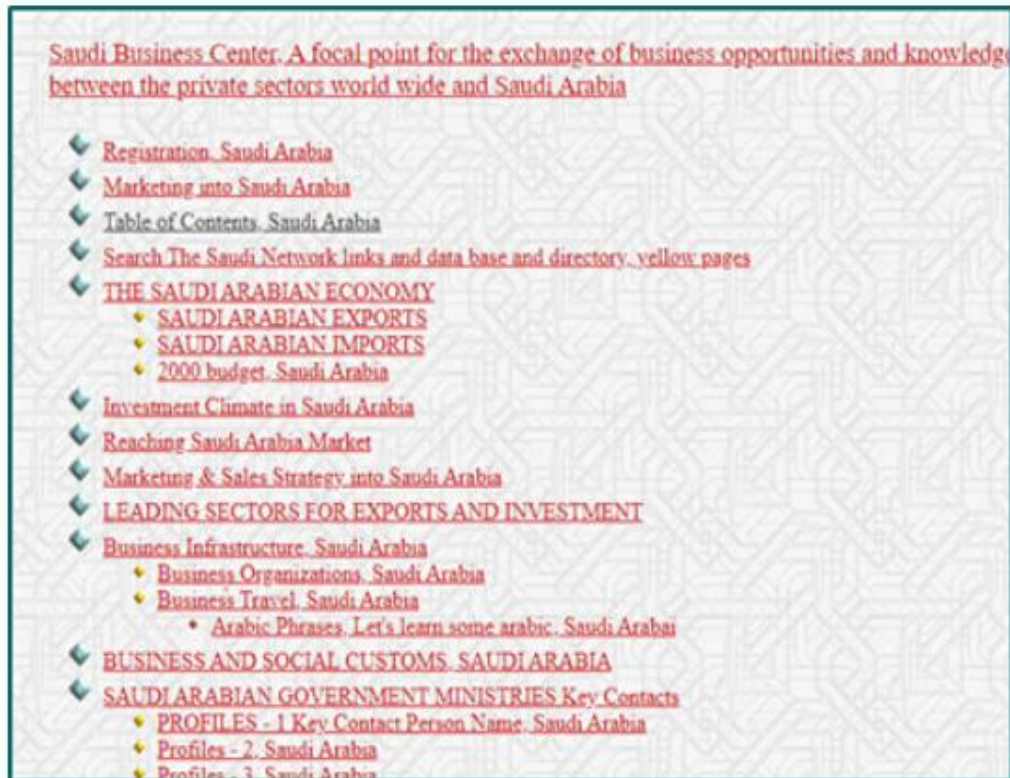 Saudi Business Center. A focal point for the exchange of business opportunities and knowledge
between the private sectors world wide and Saudi Arabia
Registration, Saudi Arabia
Marketing into Saudi Arabia
Table of Contents, Saudi Arabia
Search The Saudi Network links and data base and directory, yellow pages
THE SAUDI ARABIAN ECONOMY
SAUDI ARABIAN EXPORTS
SAUDI ARABIAN IMPORTS
2000 budget, Saudi Arabia
Investment Climate in Saudi Arabia
Reaching Saudi Arabia Market
Marketing & Sales Strategy into Saudi Arabia
LEADING SECTORS FOR EXPORTS AND INVESTMENT
Business Infrastructure, Saudi Arabia
Business Organizations, Saudi Arabia
Business Travel, Saudi Arabia
Arabic Phrases, Let's learn some arabic, Saudi Arabai
BUSINESS AND SOCIAL CUSTOMS, SAUDI ARABIA
SAUDI ARABIAN GOVERNMENT MINISTRIES Key Contacts
PROFILES - 1 Key Contact Person Name, Saudi Arabia
Profiles - 2, Saudi Arabia
Profiles - 3, Saudi Arabia